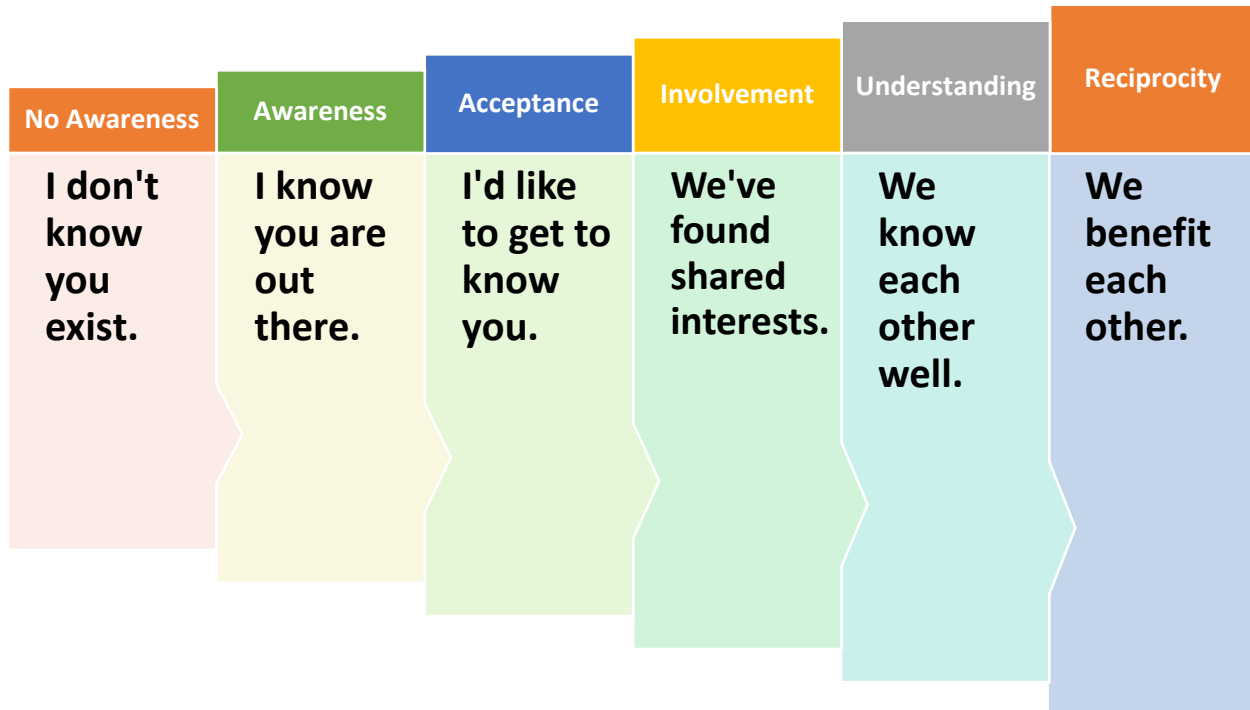 No Awareness
I don't
know
you
exist.
Awareness
I know
you are
out
there.
Acceptance
I'd like
to get to
know
you.
Involvement
We've
found
shared
interests.
Understanding
We
know
each
other
well.
Reciprocity
We
benefit
each
other.